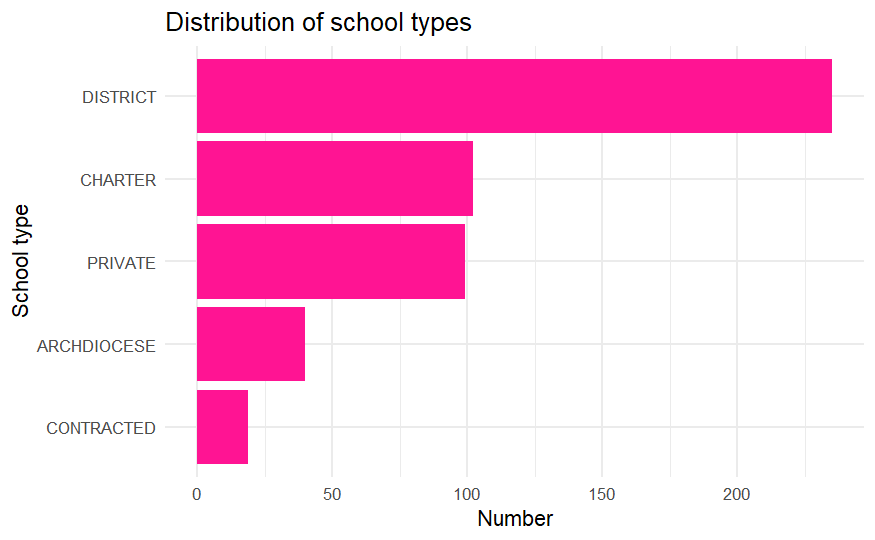 Distribution of school types
DISTRICT
CHARTER
PRIVATE
ARCHDIOCESE
CONTRACTED
School type
0 50 100 150 200
Number